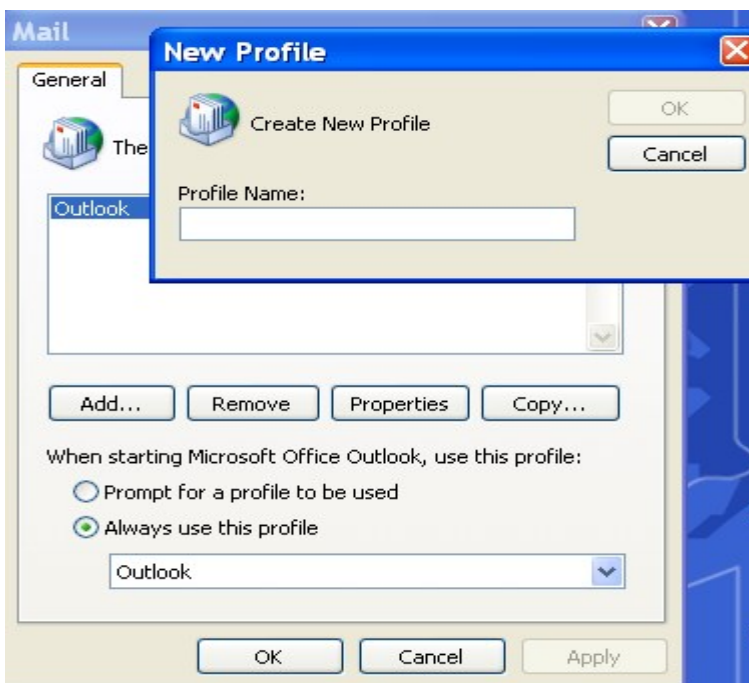 Mail
New Profile
General
Create New Profile
OK
Cancel
The
Profile Name:
Outlook
Add...
Remove
Properties
Copy...
When starting Microsoft Office Outlook, use this profile:
Prompt for a profile to be used
Always use this profile
Outlook
OK
Cancel
Apply